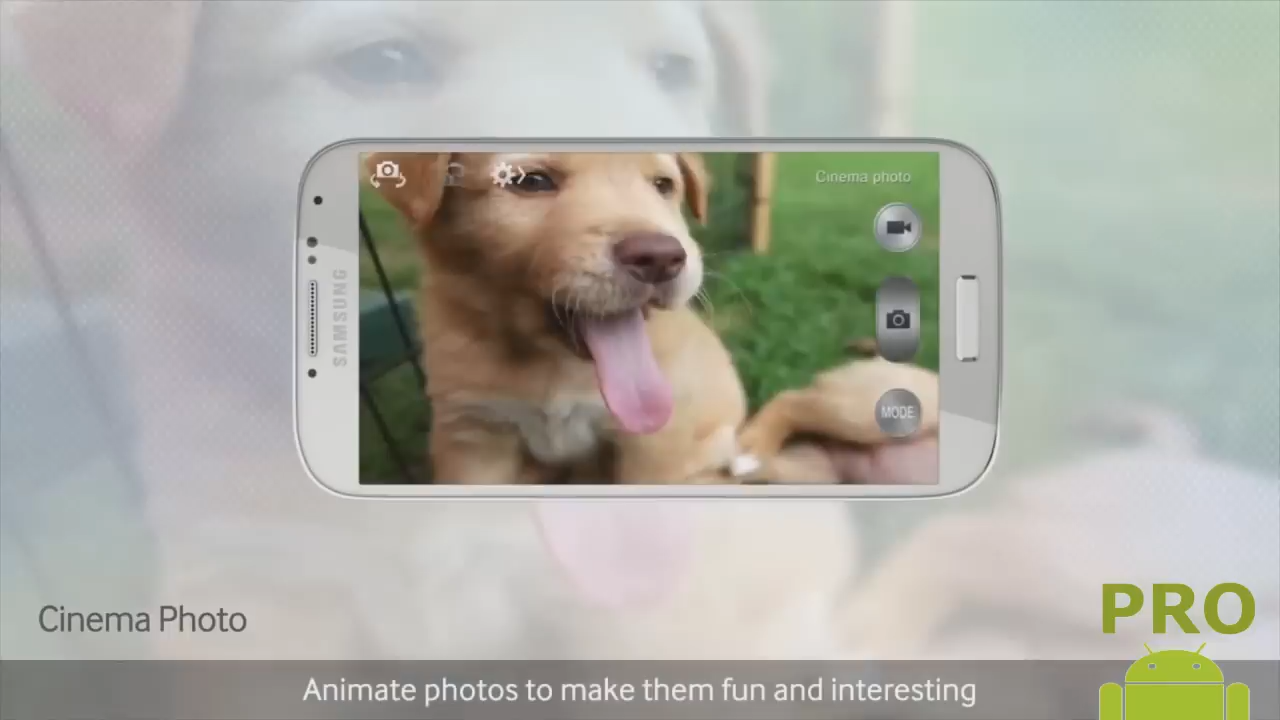 Cinema photo
SAMSUNG
MODE
Cinema Photo
PRO
Animate photos to make them fun and interesting